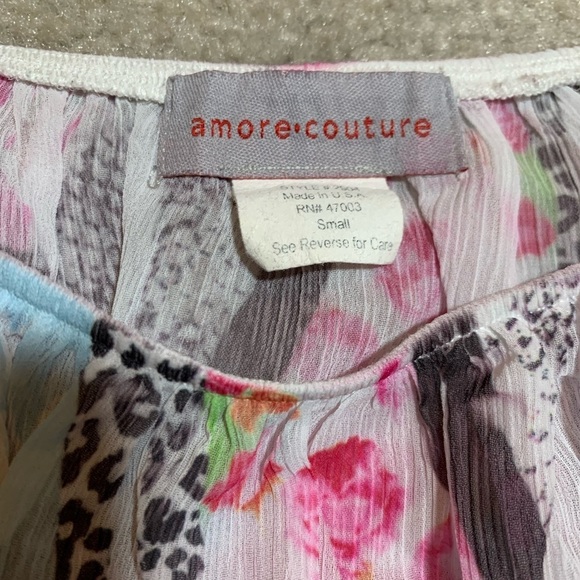 amore•couture
Made in U.S.A
RN# 47003
Small
See Reverse for Care